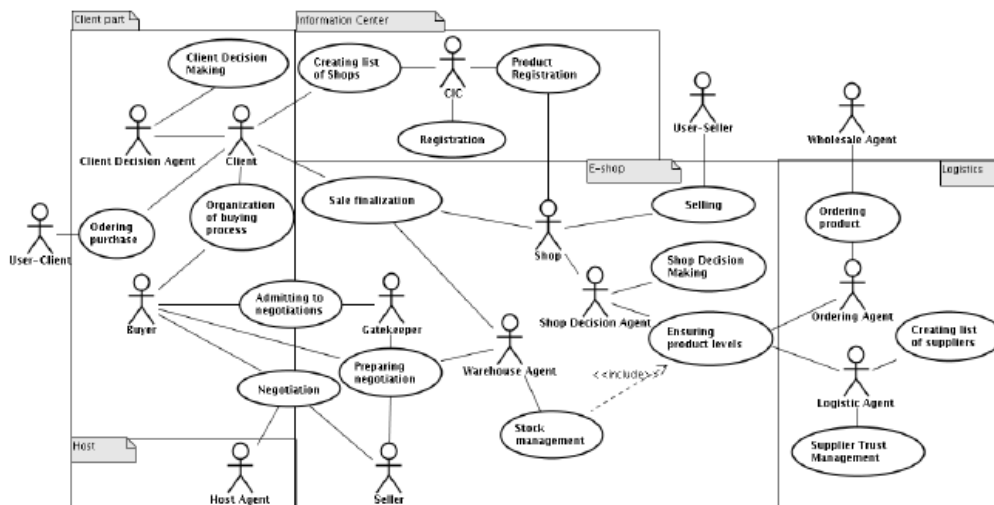 Client part
Information Center
Client Decision
Making
Creating list
of Shops
CIC
Product
Registration
User-Seller
Wholesale Agent
Registration
Client Decision Agent
Client
E-shop
Logistics
Organization
of buying
process
Sale finalization
Selling
Ordering
product
Odering
purchase
User-Client
Shop
Shop Decision
Making
Buyer
Admitting to
negotiations
Gatekeeper
Shop Decision Agent
Ordering Agent
Ensuring
product levels
Creating list
of suppliers
Preparing
negotiation
Warehouse Agent
<<include>>
Negotiation
Logistic Agent
Stock
management
Supplier Trust
Management
Host
Host Agent
Seller